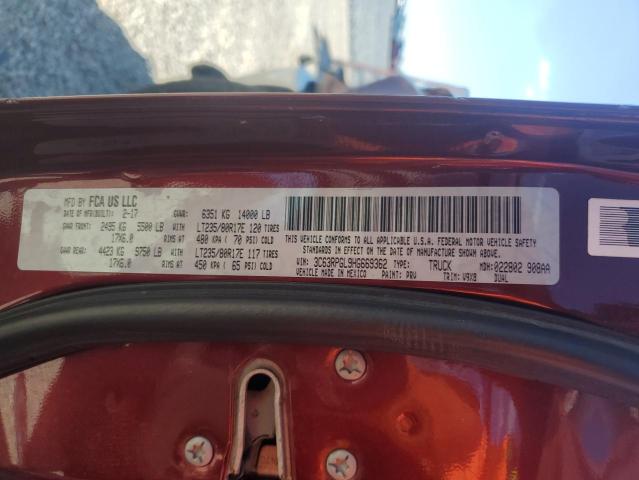 MFD BY FCA US LLC
DATE OF MFR(BUILT): 2-17 GVWR: 6351 KG 14000 LB
GAWR FRONT: 2495 KG 5500 LB WITH LT235/80R17E 120 TIRES
17X6.0 RIMS AT 480 KPA ( 70 PSI) COLD
GAWR REAR: 4423 KG 9750 LB WITH LT235/80R17E 117 TIRES
17X6.0 RIMS AT 450 KPA ( 65 PSI) COLD
THIS VEHICLE CONFORMS TO ALL APPLICABLE U.S.A. FEDERAL MOTOR VEHICLE SAFETY
STANDARDS IN EFFECT ON THE DATE OF MANUFACTURE SHOWN ABOVE.
VIN: 3C63RPGL9HG669362 TYPE: TRUCK MDH: 022802 908AA
VEHICLE MADE IN MEXICO PAINT: PRV TRIM: V9X8 DUAL